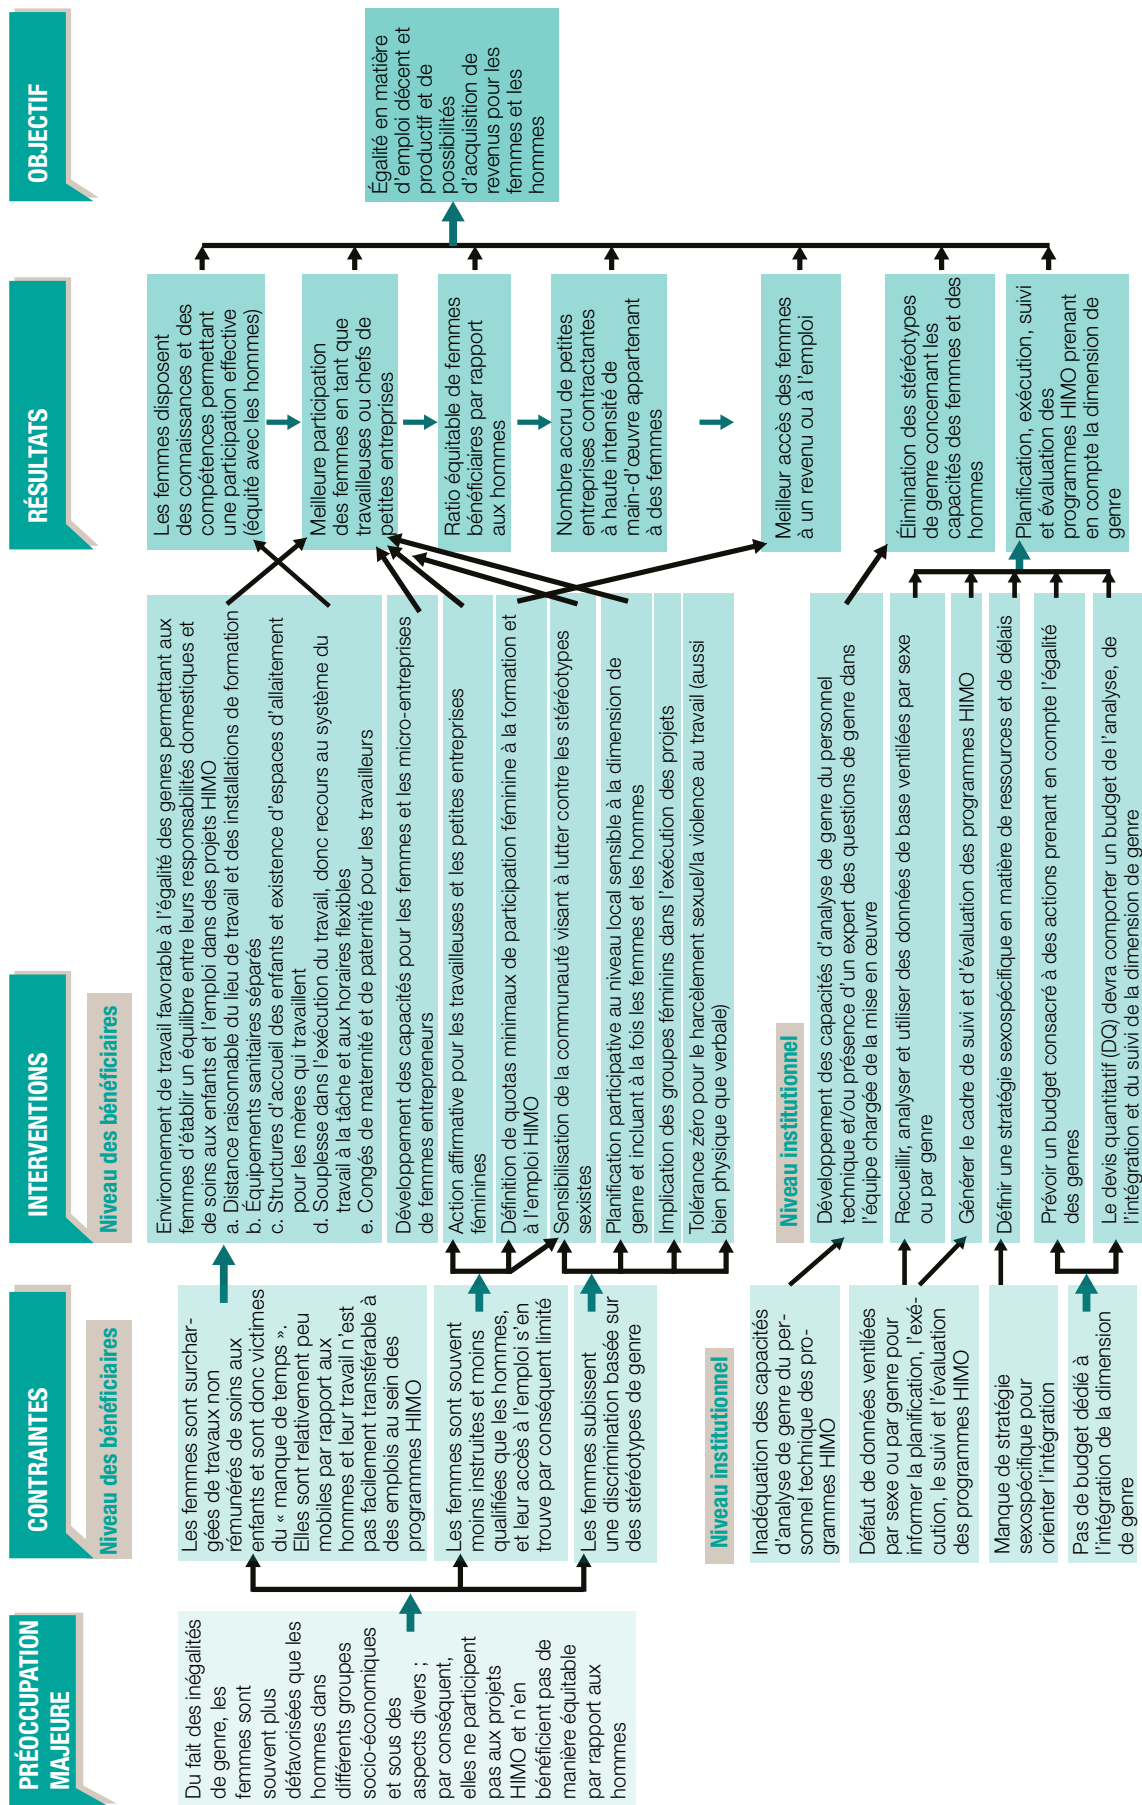 PRÉOCCUPATION
MAJEURE
Du fait des inégalités
de genre, les
femmes sont
souvent plus
défavorisées que les
hommes dans
différents groupes
socio-économiques
et sous des
aspects divers ;
par conséquent,
elles ne participent
pas aux projets
HIMO et n'en
bénéficient pas de
manière équitable
par rapport aux
hommes
CONTRAINTES
Niveau des bénéficiaires
Les femmes sont surchar-
gées de travaux non
rémunérés de soins aux
enfants et sont donc victimes
du « manque de temps ».
Elles sont relativement peu
mobiles par rapport aux
hommes et leur travail n'est
pas facilement transférable à
des emplois au sein des
programmes HIMO
Les femmes sont souvent
moins instruites et moins
qualifiées que les hommes,
et leur accès à l'emploi s'en
trouve par conséquent limité
Les femmes subissent
une discrimination basée sur
des stéréotypes de genre
Niveau institutionnel
Inadéquation des capacités
d'analyse de genre du per-
sonnel technique des pro-
grammes HIMO
Défaut de données ventilées
par sexe ou par genre pour
informer la planification, l'exé-
cution, le suivi et l'évaluation
des programmes HIMO
Manque de stratégie
sexospécifique pour
orienter l'intégration
Pas de budget dédié à
l'intégration de la dimension
de genre
INTERVENTIONS
Niveau des bénéficiaires
Environnement de travail favorable à l'égalité des genres permettant aux
femmes d'établir un équilibre entre leurs responsabilités domestiques et
de soins aux enfants et l'emploi dans des projets HIMO
a. Distance raisonnable du lieu de travail et des installations de formation
b. Equipements sanitaires séparés
c. Structures d'accueil des enfants et existence d'espaces d'allaitement
pour les mères qui travaillent
d. Souplesse dans l'exécution du travail, donc recours au système du
travail à la tâche et aux horaires flexibles
e. Congés de maternité et de paternité pour les travailleurs
Développement des capacités pour les femmes et les micro-entreprises
de femmes entrepreneurs
Action affirmative pour les travailleuses et les petites entreprises
féminines
Définition de quotas minimaux de participation féminine à la formation et
à l'emploi HIMO
Sensibilisation de la communauté visant à lutter contre les stéréotypes
sexistes
Planification participative au niveau local sensible à la dimension de
genre et incluant à la fois les femmes et les hommes
Implication des groupes féminins dans l'exécution des projets
Tolérance zéro pour le harcèlement sexuel/la violence au travail (aussi
bien physique que verbale)
Niveau institutionnel
Développement des capacités d'analyse de genre du personnel
technique et/ou présence d'un expert des questions de genre dans
l'équipe chargée de la mise en œuvre
Recueillir, analyser et utiliser des données de base ventilées par sexe
ou par genre
Générer le cadre de suivi et d'évaluation des programmes HIMO
Définir une stratégie sexospécifique en matière de ressources et de délais
Prévoir un budget consacré à des actions prenant en compte l'égalité
des genres
Le devis quantitatif (DQ) devra comporter un budget de l'analyse, de
l'intégration et du suivi de la dimension de genre
RÉSULTATS
Les femmes disposent
des connaissances et des
compétences permettant
une participation effective
(équité avec les hommes)
Meilleure participation
des femmes en tant que
travailleuses ou chefs de
petites entreprises
Ratio équitable de femmes
bénéficiaires par rapport
aux hommes
Nombre accru de petites
entreprises contractantes
à haute intensité de
main-d'œuvre appartenant
à des femmes
Meilleur accès des femmes
à un revenu ou à l'emploi
Élimination des stéréotypes
de genre concernant les
capacités des femmes et des
hommes
Planification, exécution, suivi
et évaluation des
programmes HIMO prenant
en compte la dimension de
genre
OBJECTIF
Égalité en matière
d'emploi décent et
productif et de
possibilités
d'acquisition de
revenus pour les
femmes et les
hommes